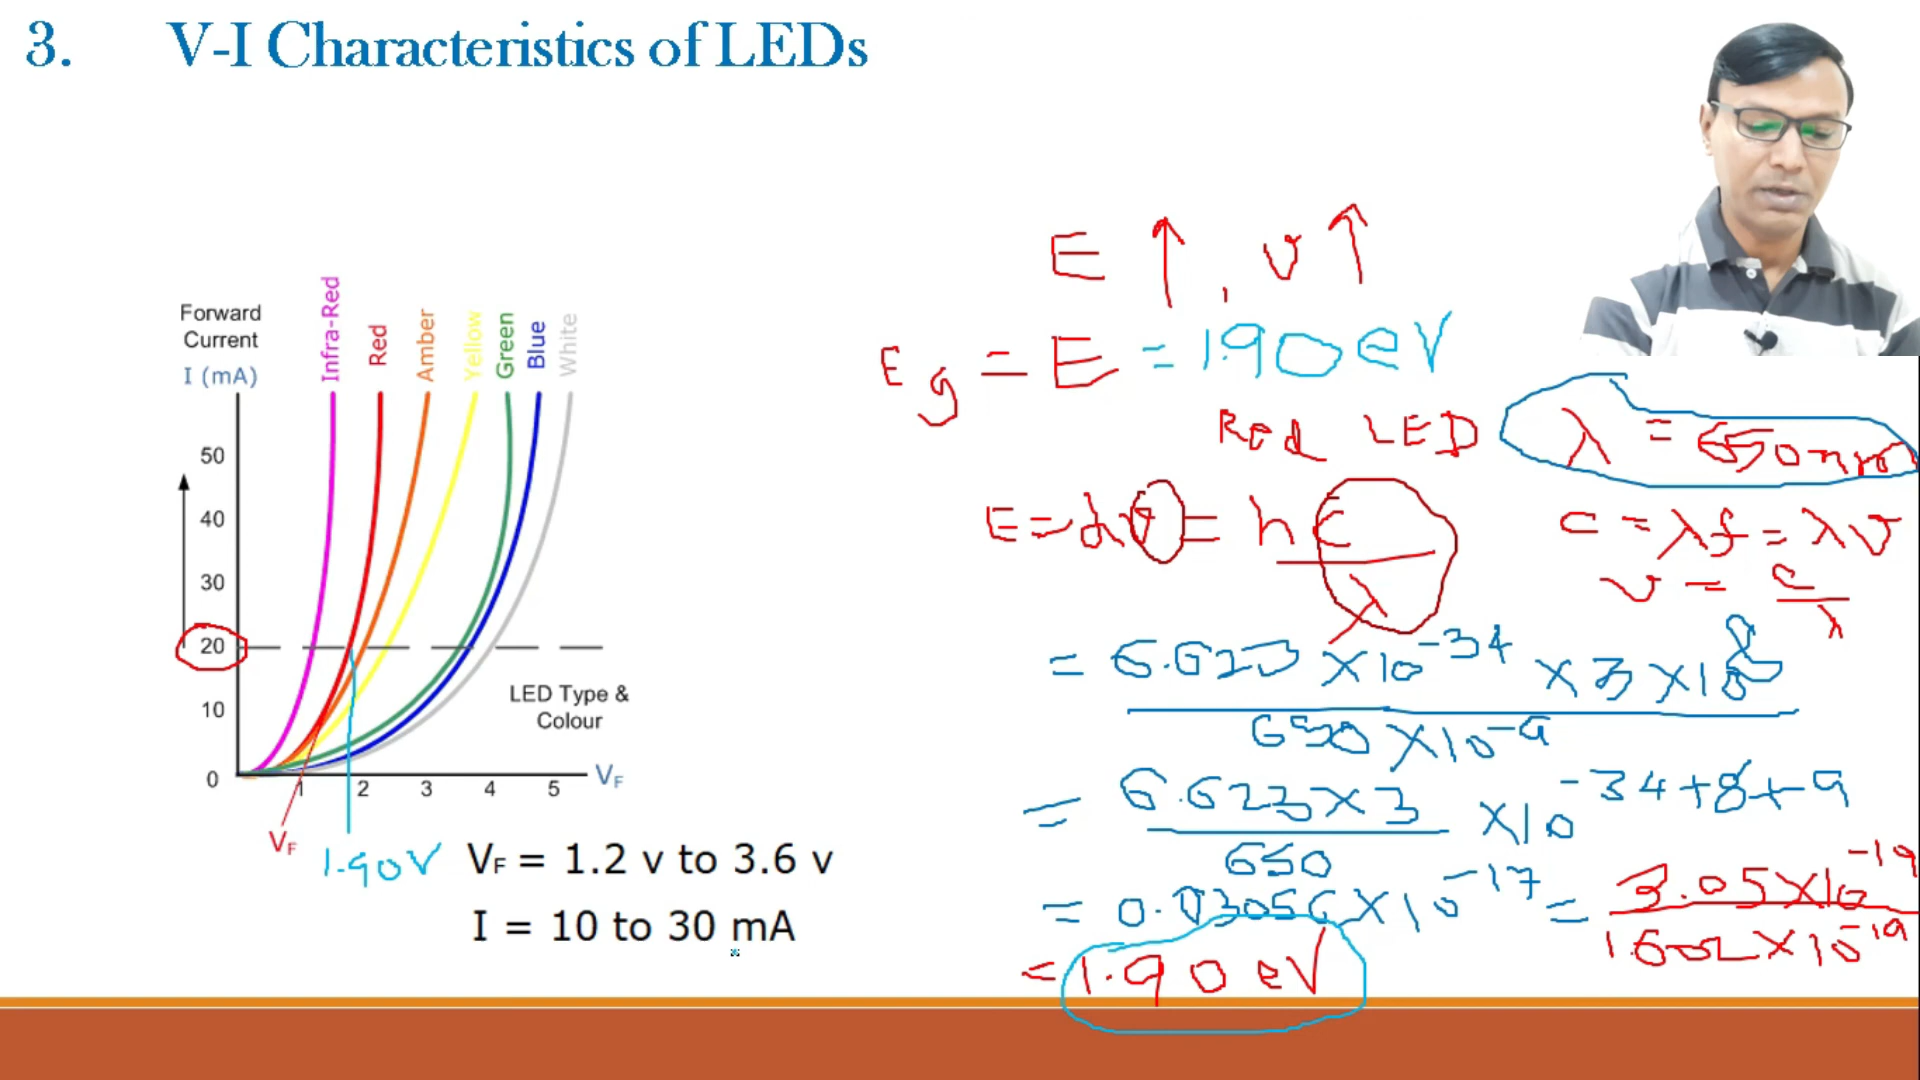 3. V-I Characteristics of LEDs
Forward
Current
I (mA)
Infra-Red
Red
Amber
Yellow
Green
Blue
White
50
40
30
20
10
0
1 2 3 4 5 VF
LED Type &
Colour
VF
1.90V
VF = 1.2 v to 3.6 v
I = 10 to 30 mA
E ↑, ν ↑
Eg = E = 1.90 eV
Red LED
λ = 650nm
E = hν = hc/λ
c = λf = λν
ν = c/λ
= 6.623 × 10^-34 × 3 × 10^8
650 × 10^-9
= 6.623 × 3 × 10^-34+8+9
650
= 0.03056 × 10^-17 = 3.05 × 10^-19
1.602 × 10^-19
= 1.90 eV